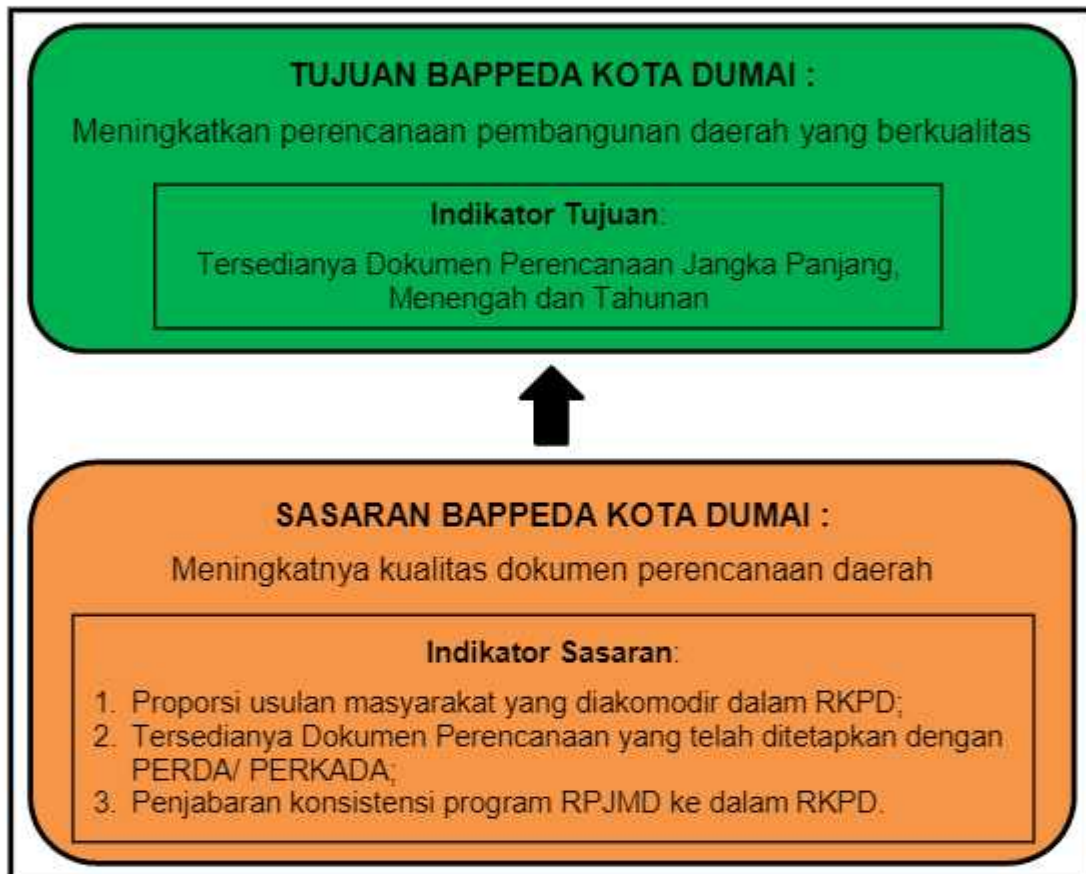 TUJUAN BAPPEDA KOTA DUMAI :
Meningkatkan perencanaan pembangunan daerah yang berkualitas
Indikator Tujuan:
Tersedianya Dokumen Perencanaan Jangka Panjang,
Menengah dan Tahunan
SASARAN BAPPEDA KOTA DUMAI :
Meningkatnya kualitas dokumen perencanaan daerah
Indikator Sasaran:
1. Proporsi usulan masyarakat yang diakomodir dalam RKPD;
2. Tersedianya Dokumen Perencanaan yang telah ditetapkan dengan
PERDA/ PERKADA;
3. Penjabaran konsistensi program RPJMD ke dalam RKPD.